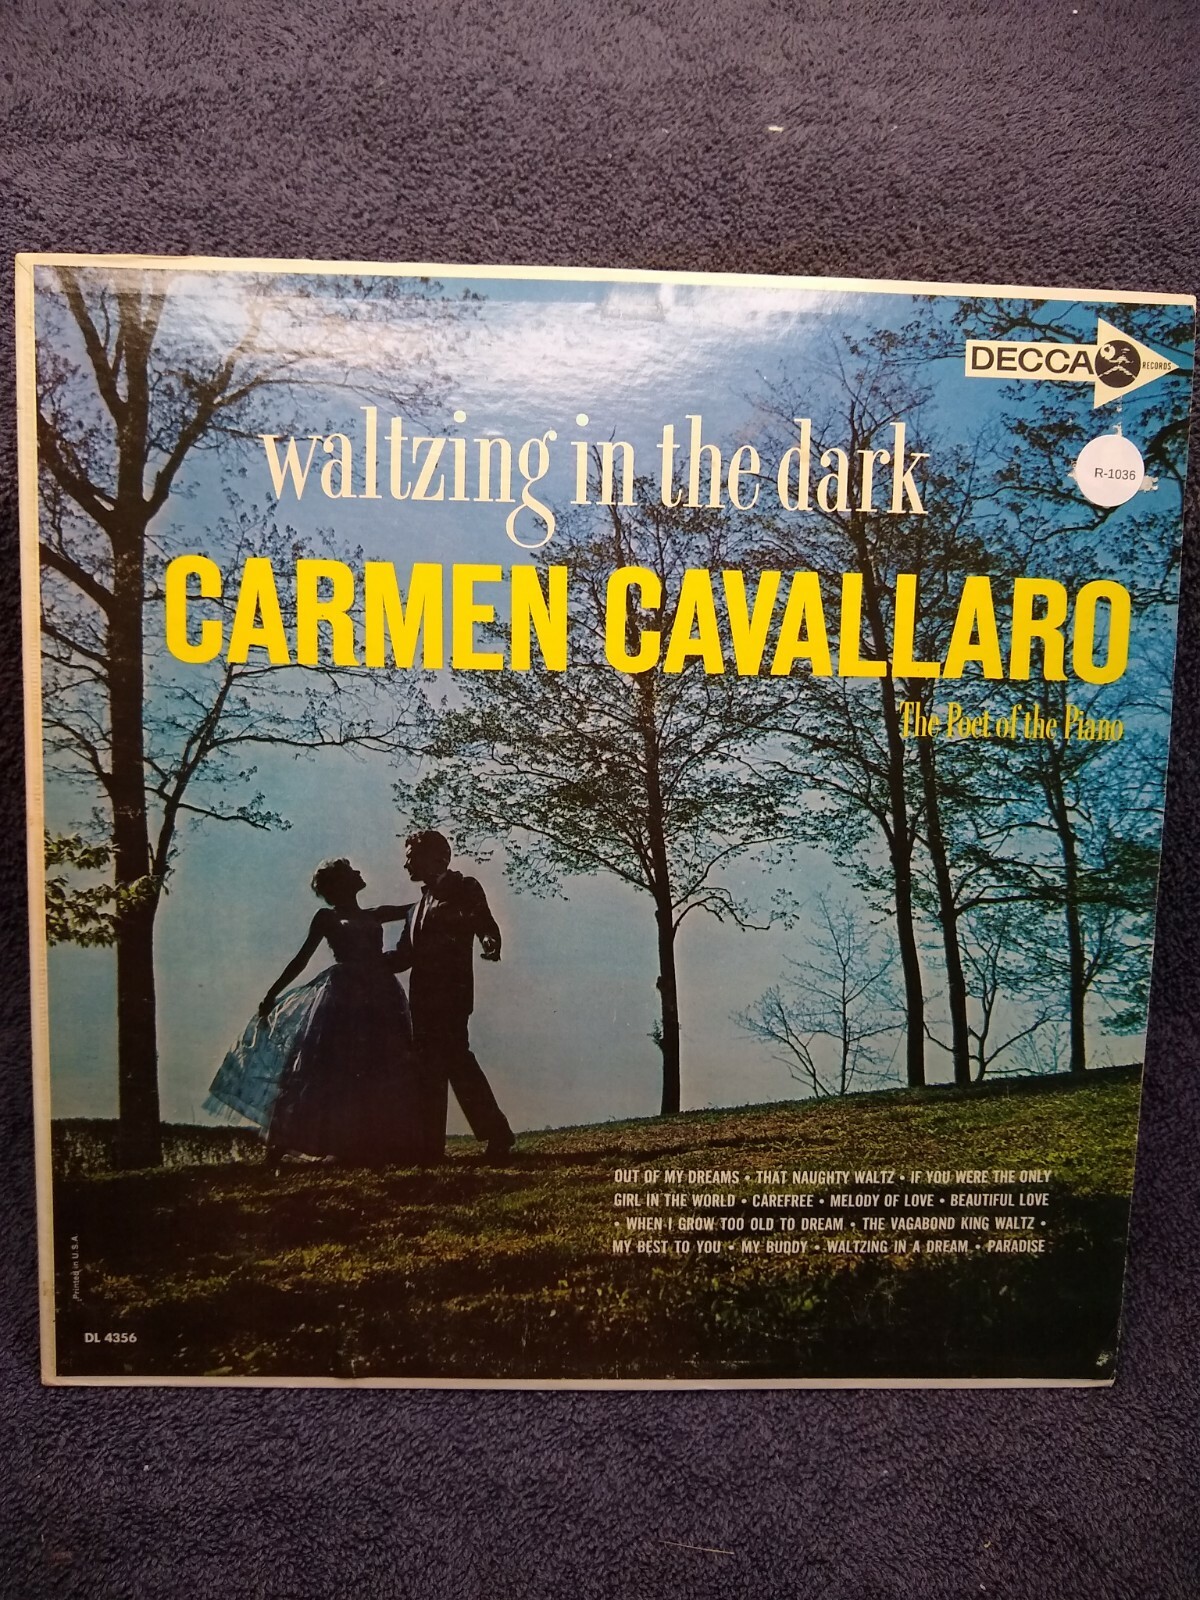 DECCA RECORDS
waltzing in the dark
R-1036
CARMEN CAVALLARO
The Poet of the Piano
OUT OF MY DREAMS • THAT NAUGHTY WALTZ • IF YOU WERE THE ONLY
GIRL IN THE WORLD • CAREFREE • MELODY OF LOVE • BEAUTIFUL LOVE
• WHEN I GROW TOO OLD TO DREAM • THE VAGABOND KING WALTZ •
MY BEST TO YOU • MY BUDDY • WALTZING IN A DREAM • PARADISE
Printed in U.S.A.
DL 4356